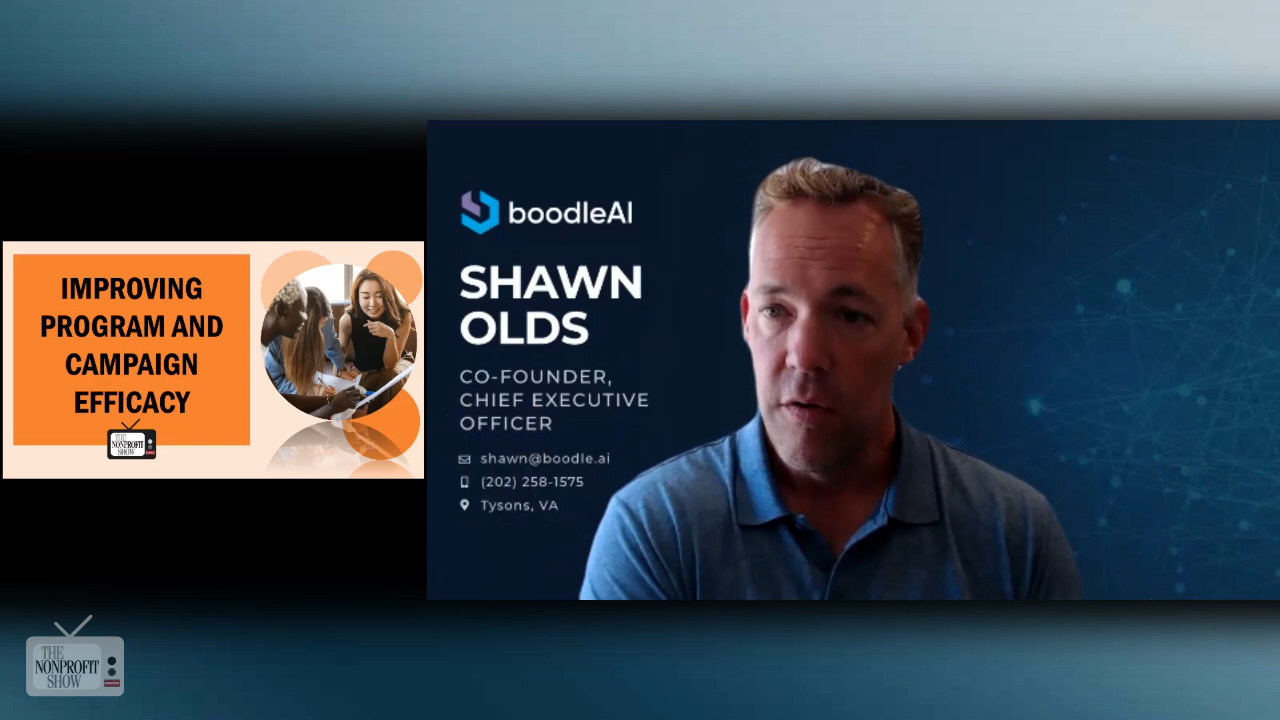 IMPROVING
PROGRAM AND
CAMPAIGN
EFFICACY
THE
NONPROFIT
SHOW
boodleAI
SHAWN
OLDS
CO-FOUNDER,
CHIEF EXECUTIVE
OFFICER
shawn@boodle.ai
(202) 258-1575
Tysons, VA
THE
NONPROFIT
SHOW